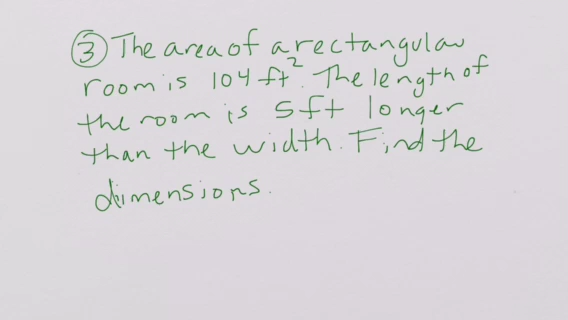 ③ The area of a rectangular
room is 104 ft². The length of
the room is 5ft longer
than the width. Find the
dimensions.